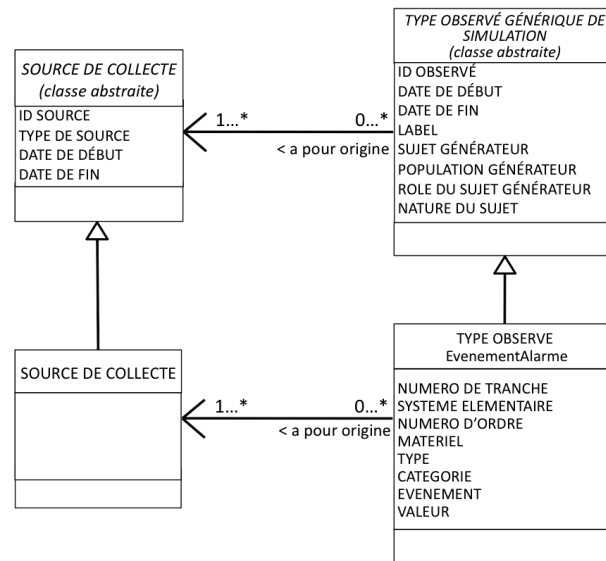 TYPE OBSERVÉ GÉNÉRIQUE DE
SIMULATION
(classe abstraite)
ID OBSERVÉ
DATE DE DÉBUT
DATE DE FIN
LABEL
SUJET GÉNÉRATEUR
POPULATION GÉNÉRATEUR
ROLE DU SUJET GÉNÉRATEUR
NATURE DU SUJET
SOURCE DE COLLECTE
(classe abstraite)
ID SOURCE
TYPE DE SOURCE
DATE DE DÉBUT
DATE DE FIN
1...*
0...*
< a pour origine
SOURCE DE COLLECTE
1...*
0...*
< a pour origine
TYPE OBSERVE
EvenementAlarme
NUMERO DE TRANCHE
SYSTEME ELEMENTAIRE
NUMERO D'ORDRE
MATERIEL
TYPE
CATEGORIE
EVENEMENT
VALEUR